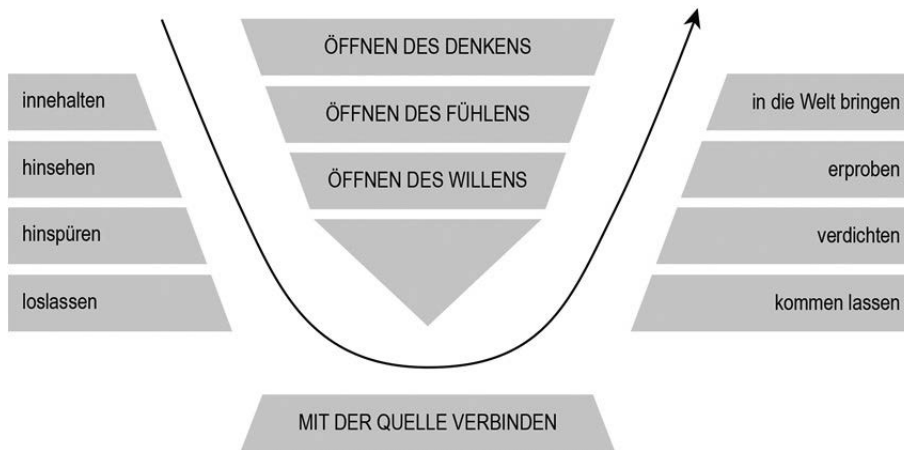 ÖFFNEN DES DENKENS
ÖFFNEN DES FÜHLENS
ÖFFNEN DES WILLENS
innehalten
hinsehen
hinspüren
loslassen
in die Welt bringen
erproben
verdichten
kommen lassen
MIT DER QUELLE VERBINDEN